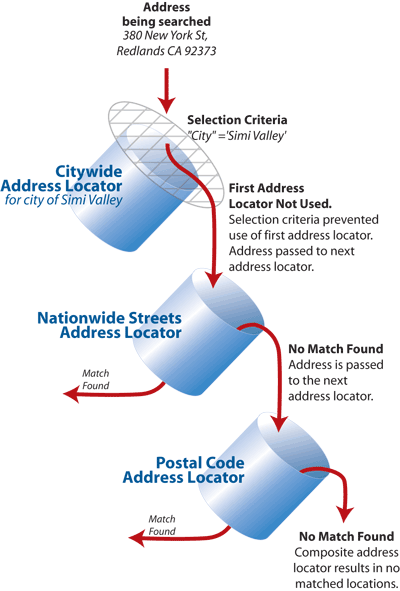 Address
being searched
380 New York St,
Redlands CA 92373
Selection Criteria
"City" ='Simi Valley'
Citywide
Address Locator
for city of Simi Valley
First Address
Locator Not Used.
Selection criteria prevented
use of first address locator.
Address passed to next
address locator.
Nationwide Streets
Address Locator
No Match Found
Address is passed
to the next
address locator.
Match
Found
Postal Code
Address Locator
Match
Found
No Match Found
Composite address
locator results in no
matched locations.